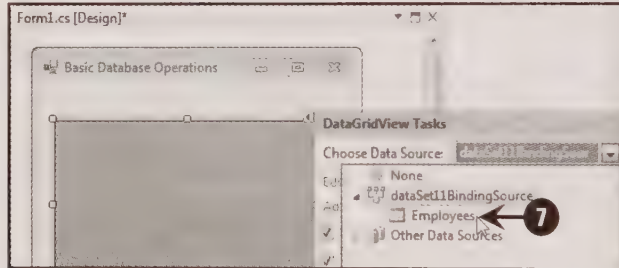 Form1.cs [Design]*
Basic Database Operations
DataGridView Tasks
Choose Data Source:
None
dataSet11BindingSource
Employees
7
Other Data Sources